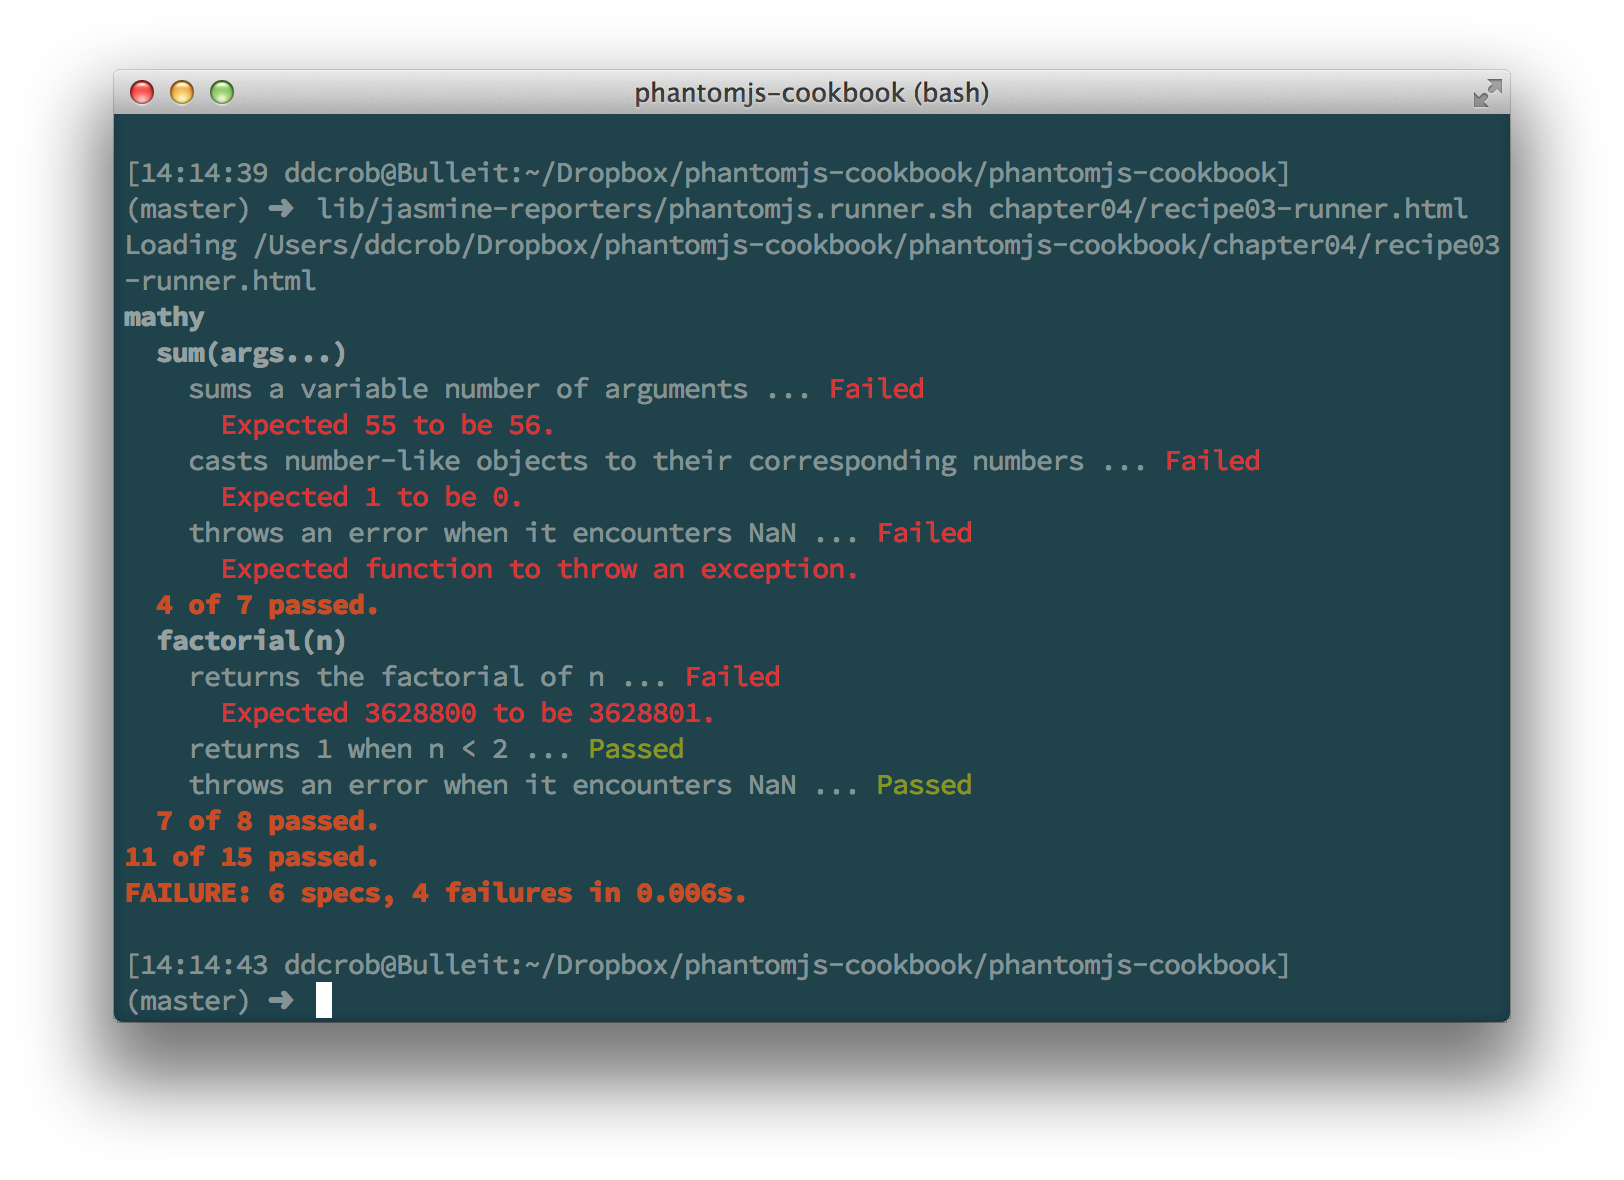 phantomjs-cookbook (bash)
[14:14:39 ddcrob@Bulleit:~/Dropbox/phantomjs-cookbook/phantomjs-cookbook]
(master) ➜ lib/jasmine-reporters/phantomjs.runner.sh chapter04/recipe03-runner.html
Loading /Users/ddcrob/Dropbox/phantomjs-cookbook/phantomjs-cookbook/chapter04/recipe03
-runner.html
mathy
sum(args...)
sums a variable number of arguments ... Failed
Expected 55 to be 56.
casts number-like objects to their corresponding numbers ... Failed
Expected 1 to be 0.
throws an error when it encounters NaN ... Failed
Expected function to throw an exception.
4 of 7 passed.
factorial(n)
returns the factorial of n ... Failed
Expected 3628800 to be 3628801.
returns 1 when n < 2 ... Passed
throws an error when it encounters NaN ... Passed
7 of 8 passed.
11 of 15 passed.
FAILURE: 6 specs, 4 failures in 0.006s.
[14:14:43 ddcrob@Bulleit:~/Dropbox/phantomjs-cookbook/phantomjs-cookbook]
(master) ➜